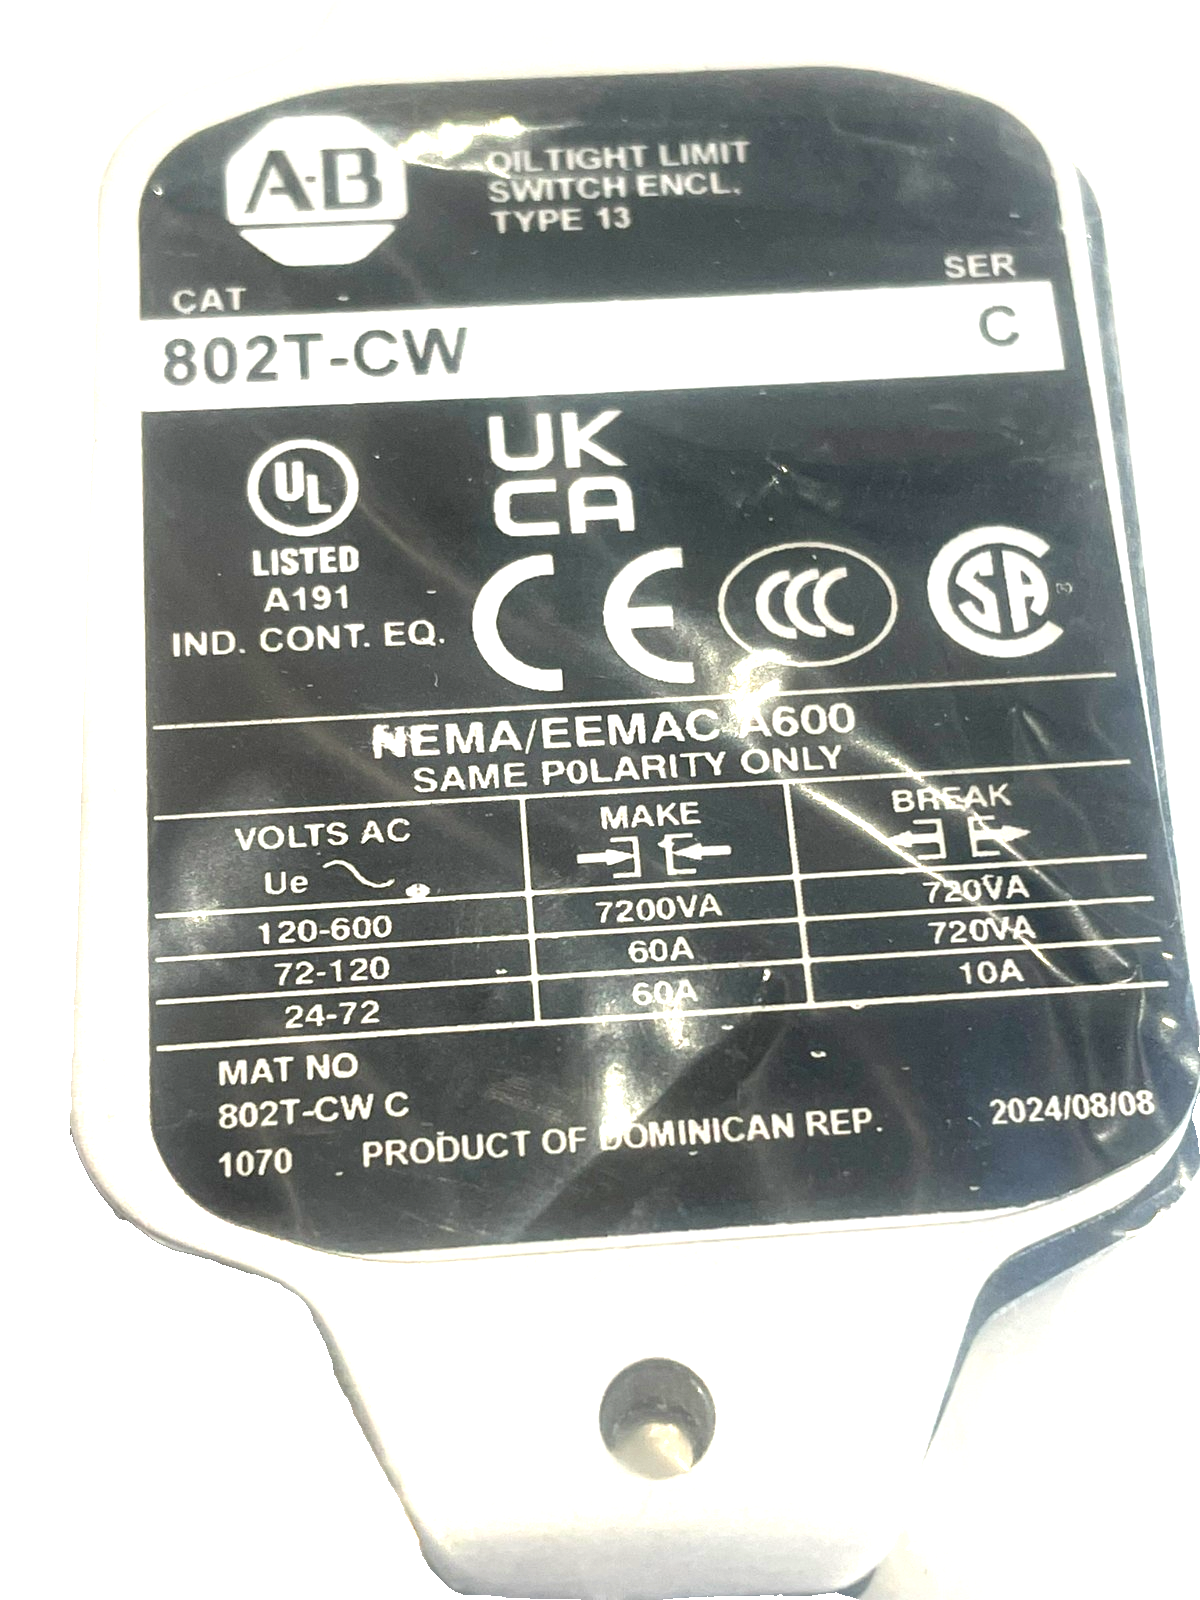 A-B
OILTIGHT LIMIT
SWITCH ENCL.
TYPE 13
CAT
SER
802T-CW
C
UL
LISTED
A191
IND. CONT. EQ.
UK
CA
CE
CCC
SA
NEMA/EEMAC A600
SAME POLARITY ONLY
VOLTS AC MAKE BREAK
Ue
120-600 7200VA 720VA
72-120 60A 720VA
24-72 60A 10A
MAT NO
802T-CW C
1070 PRODUCT OF DOMINICAN REP. 2024/08/08